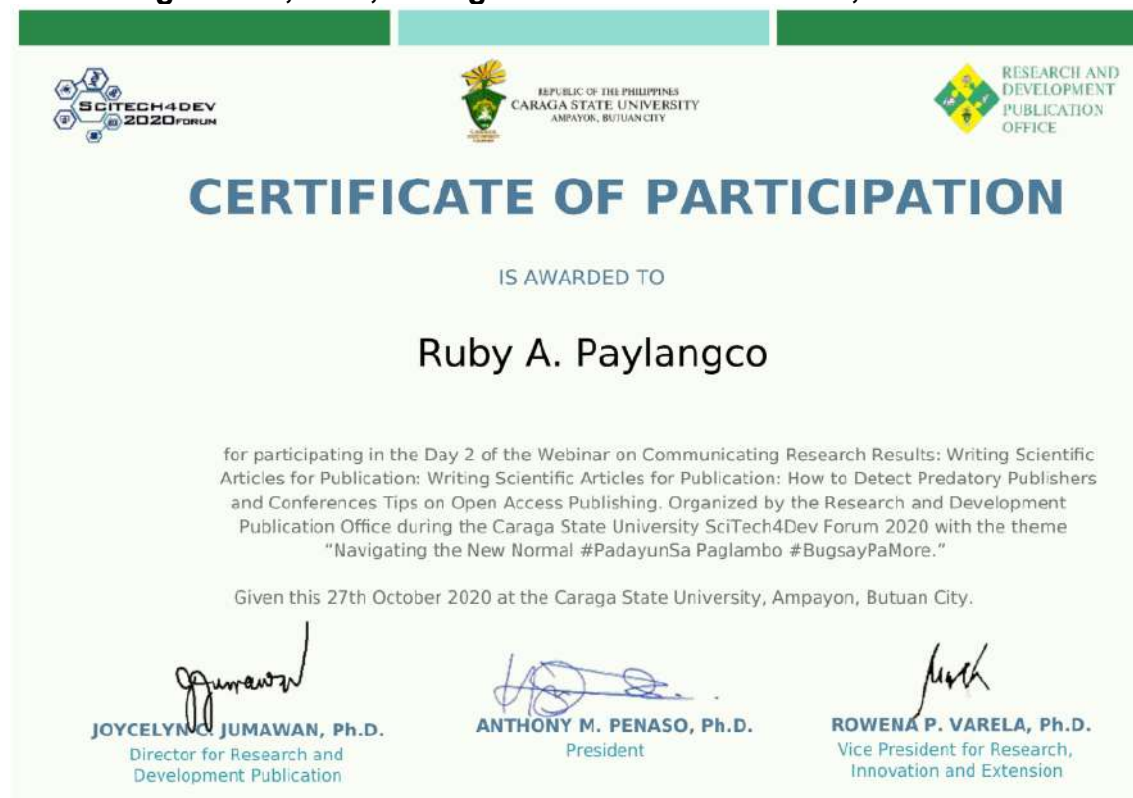 SCITECH4DEV
2020 FORUM
REPUBLIC OF THE PHILIPPINES
CARAGA STATE UNIVERSITY
AMPAYON, BUTUAN CITY
RESEARCH AND
DEVELOPMENT
PUBLICATION
OFFICE
CERTIFICATE OF PARTICIPATION
IS AWARDED TO
Ruby A. Paylangco
for participating in the Day 2 of the Webinar on Communicating Research Results: Writing Scientific
Articles for Publication: Writing Scientific Articles for Publication: How to Detect Predatory Publishers
and Conferences Tips on Open Access Publishing. Organized by the Research and Development
Publication Office during the Caraga State University SciTech4Dev Forum 2020 with the theme
“Navigating the New Normal #PadayunSa Paglambo #BugsayPaMore.”
Given this 27th October 2020 at the Caraga State University, Ampayon, Butuan City.
JOYCELYN C. JUMAWAN, Ph.D.
Director for Research and
Development Publication
ANTHONY M. PENASO, Ph.D.
President
ROWENA P. VARELA, Ph.D.
Vice President for Research,
Innovation and Extension